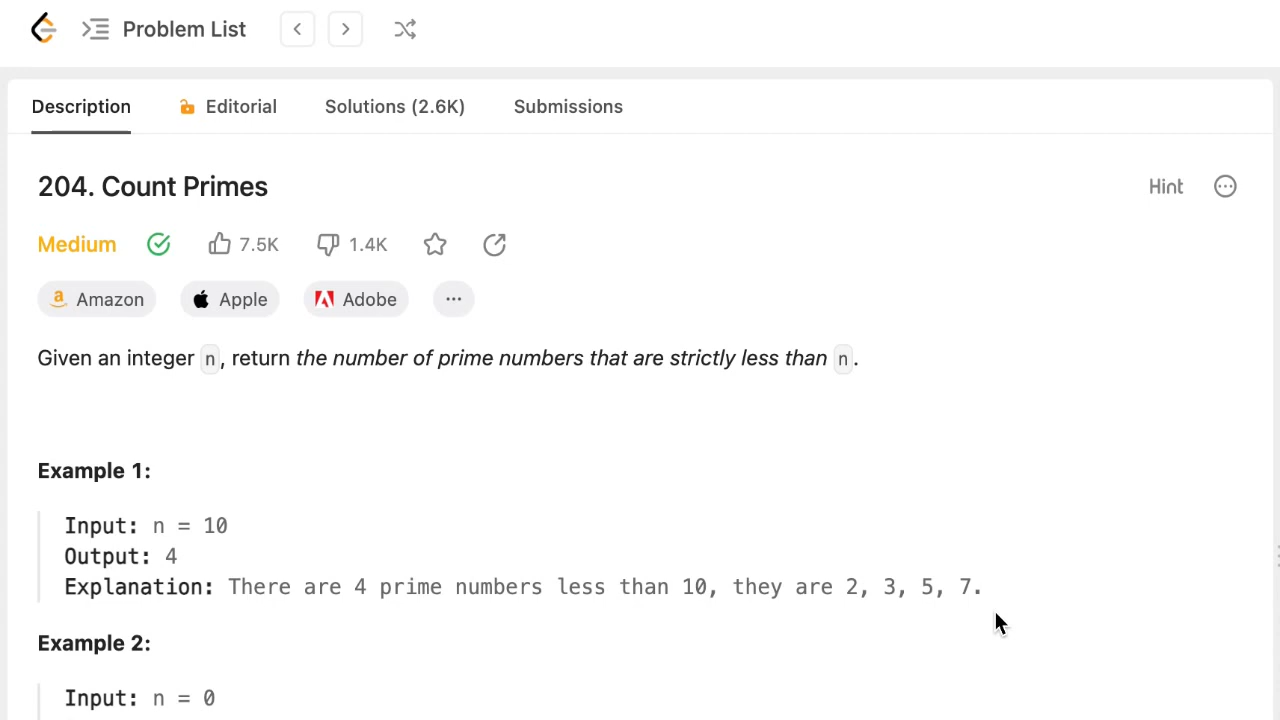 Problem List
Description Editorial Solutions (2.6K) Submissions
204. Count Primes Hint
Medium 7.5K 1.4K
Amazon Apple Adobe ...
Given an integer n, return the number of prime numbers that are strictly less than n.
Example 1:
Input: n = 10
Output: 4
Explanation: There are 4 prime numbers less than 10, they are 2, 3, 5, 7.
Example 2:
Input: n = 0